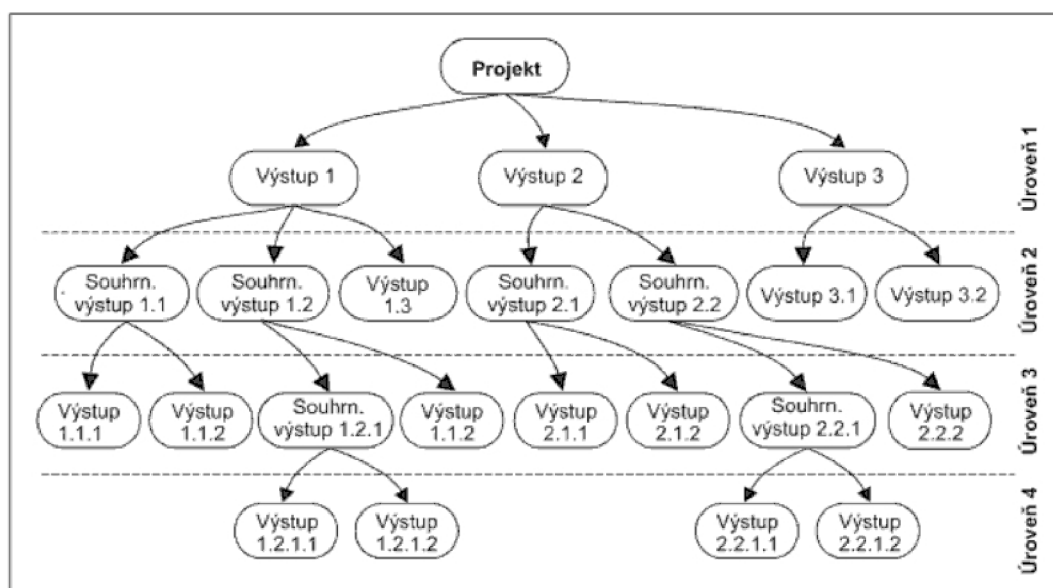 Projekt
Výstup 1
Výstup 2
Výstup 3
Úroveň 1
Souhrn.
výstup 1.1
Souhrn.
výstup 1.2
Výstup
1.3
Souhrn.
výstup 2.1
Souhrn.
výstup 2.2
Výstup 3.1
Výstup 3.2
Úroveň 2
Výstup
1.1.1
Výstup
1.1.2
Souhrn.
výstup 1.2.1
Výstup
1.1.2
Výstup
2.1.1
Výstup
2.1.2
Souhrn.
výstup 2.2.1
Výstup
2.2.2
Úroveň 3
Výstup
1.2.1.1
Výstup
1.2.1.2
Výstup
2.2.1.1
Výstup
2.2.1.2
Úroveň 4